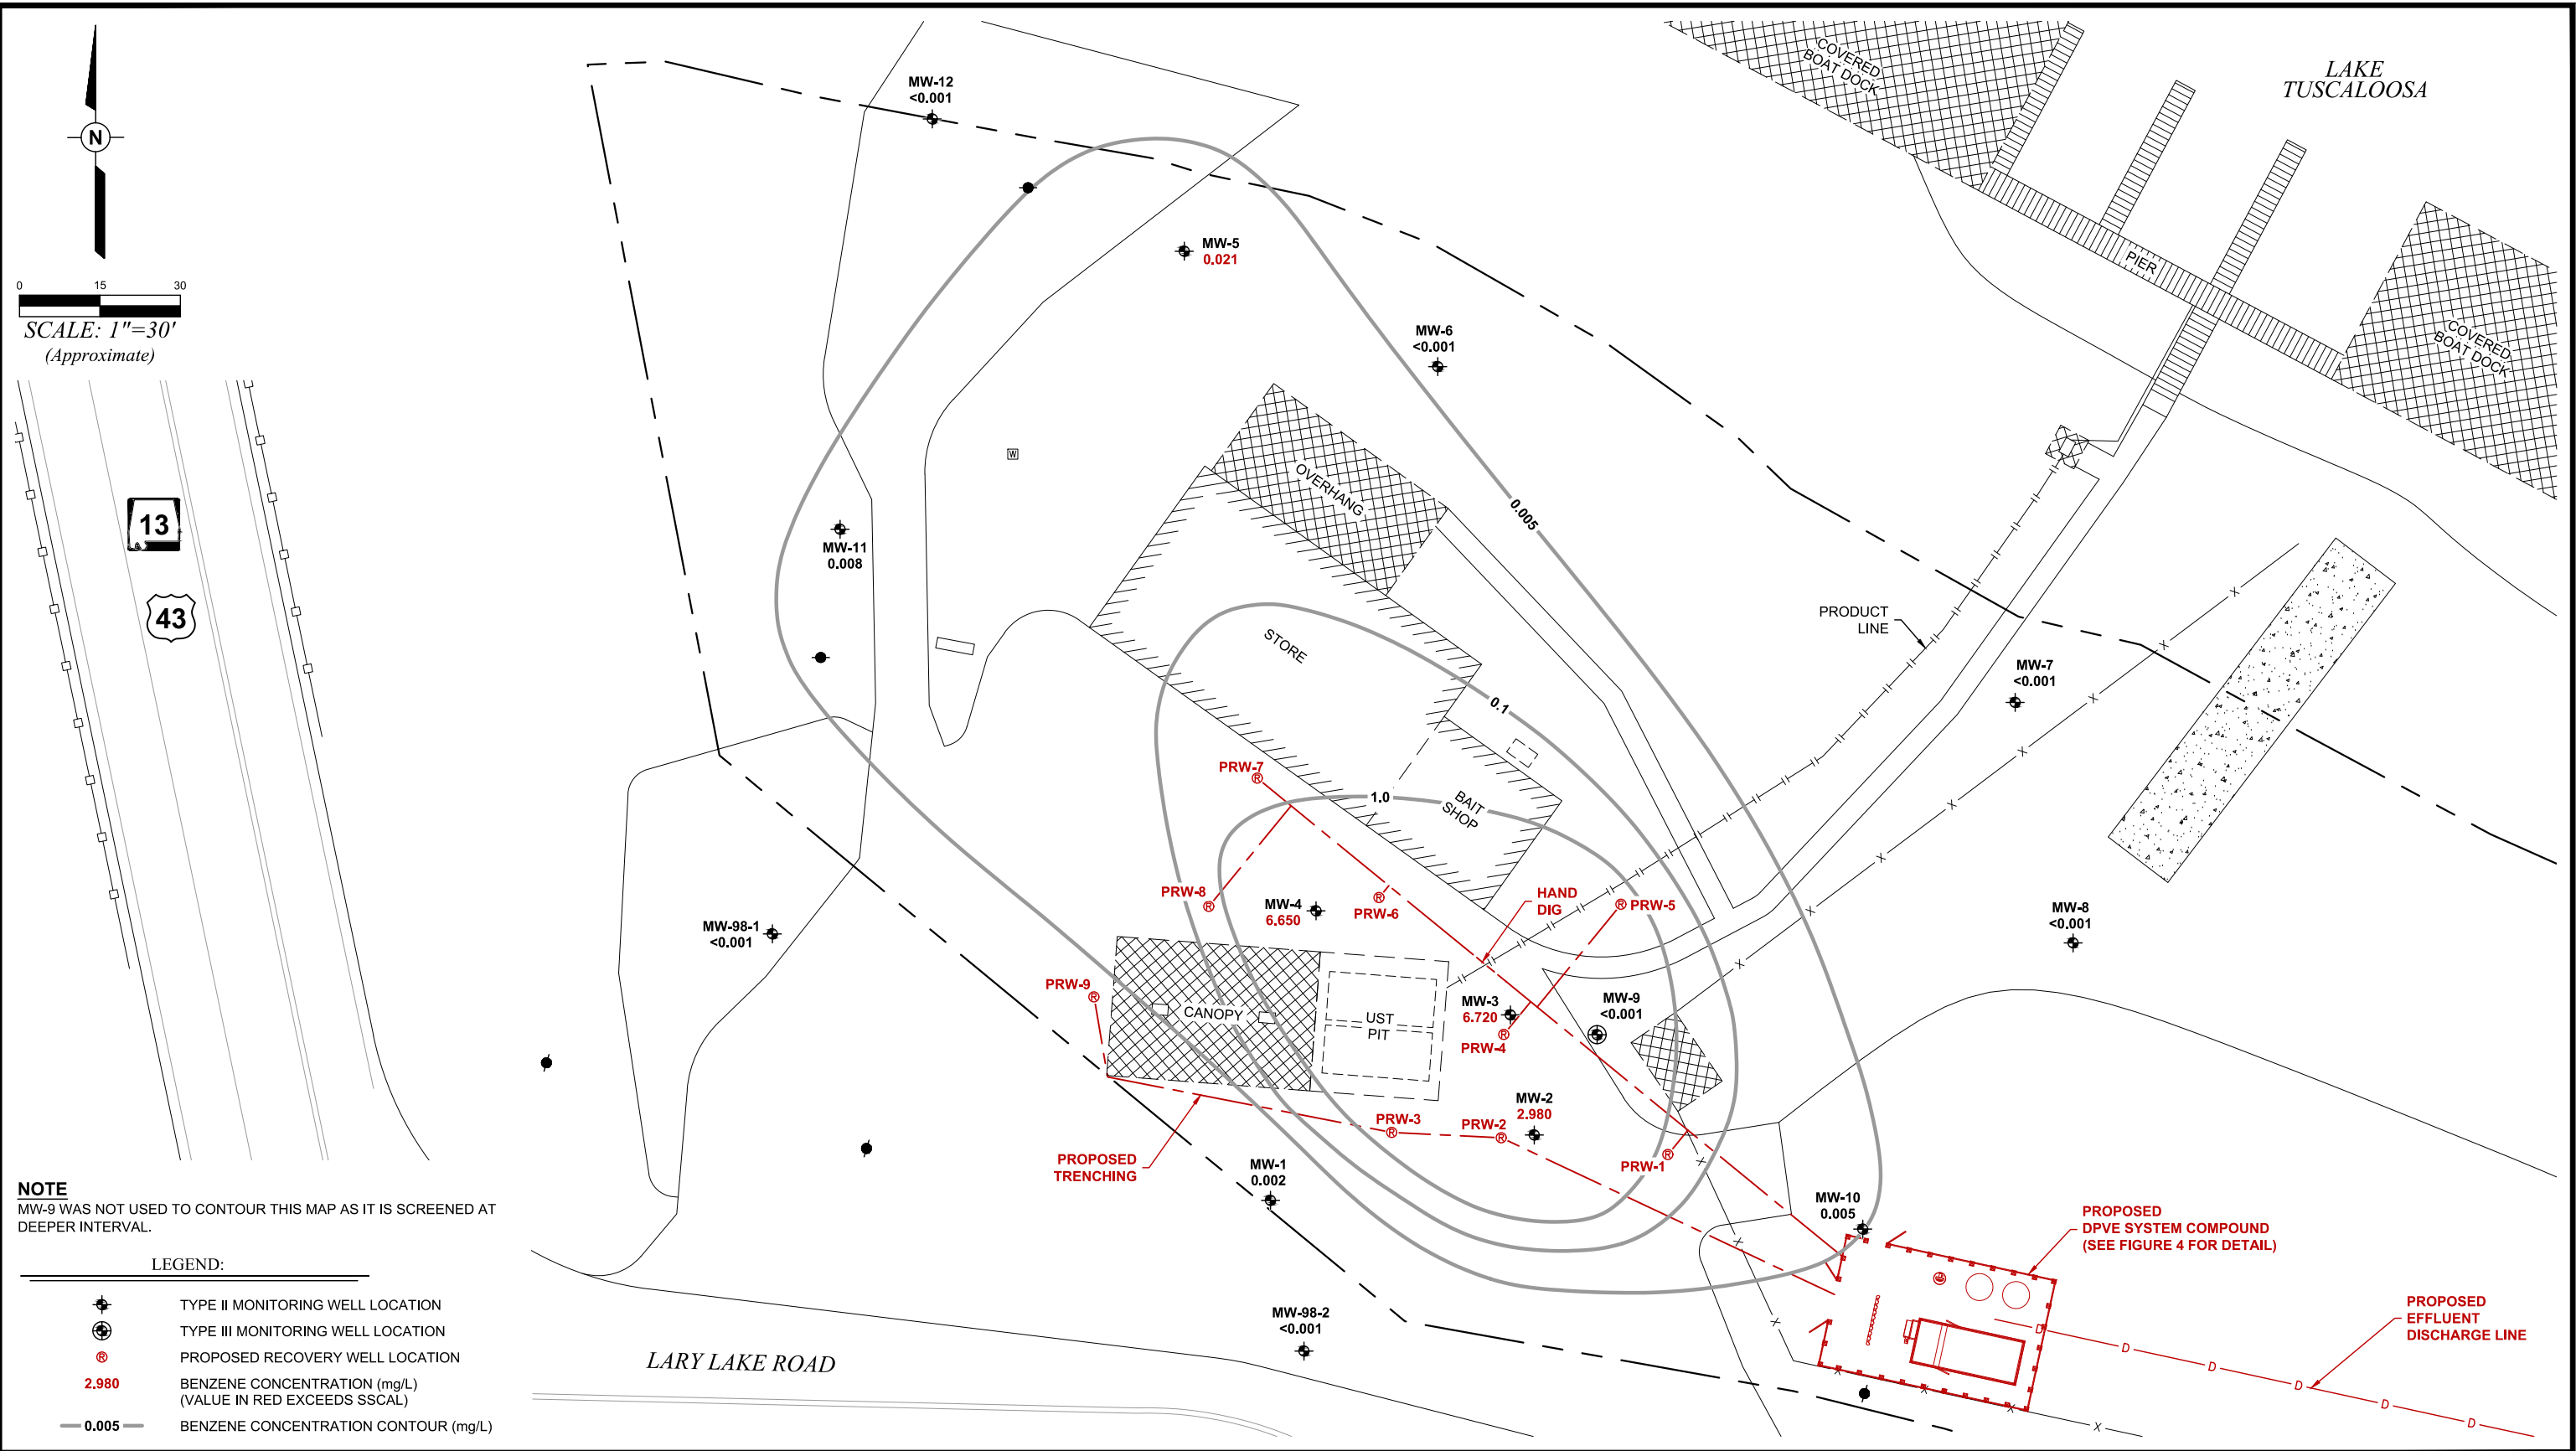 N
0 15 30
SCALE: 1"=30'
(Approximate)
13
43
MW-12
<0.001
MW-5
0.021
MW-6
<0.001
COVERED
BOAT DOCK
LAKE
TUSCALOOSA
PIER
COVERED
BOAT DOCK
W
OVERHANG
0.005
MW-11
0.008
STORE
PRODUCT
LINE
MW-7
<0.001
0.1
PRW-7
1.0
BAIT
SHOP
PRW-8
MW-4
6.650
PRW-6
HAND
DIG
PRW-5
MW-8
<0.001
MW-98-1
<0.001
PRW-9
CANOPY
UST
PIT
MW-3
6.720
PRW-4
MW-9
<0.001
MW-2
2.980
PRW-3
PRW-2
PRW-1
PROPOSED
TRENCHING
MW-1
0.002
MW-10
0.005
PROPOSED
DPVE SYSTEM COMPOUND
(SEE FIGURE 4 FOR DETAIL)
MW-98-2
<0.001
PROPOSED
EFFLUENT
DISCHARGE LINE
D D D D D D
LARY LAKE ROAD
NOTE
MW-9 WAS NOT USED TO CONTOUR THIS MAP AS IT IS SCREENED AT
DEEPER INTERVAL.
LEGEND:
TYPE II MONITORING WELL LOCATION
TYPE III MONITORING WELL LOCATION
R PROPOSED RECOVERY WELL LOCATION
2.980 BENZENE CONCENTRATION (mg/L)
(VALUE IN RED EXCEEDS SSCAL)
0.005 BENZENE CONCENTRATION CONTOUR (mg/L)